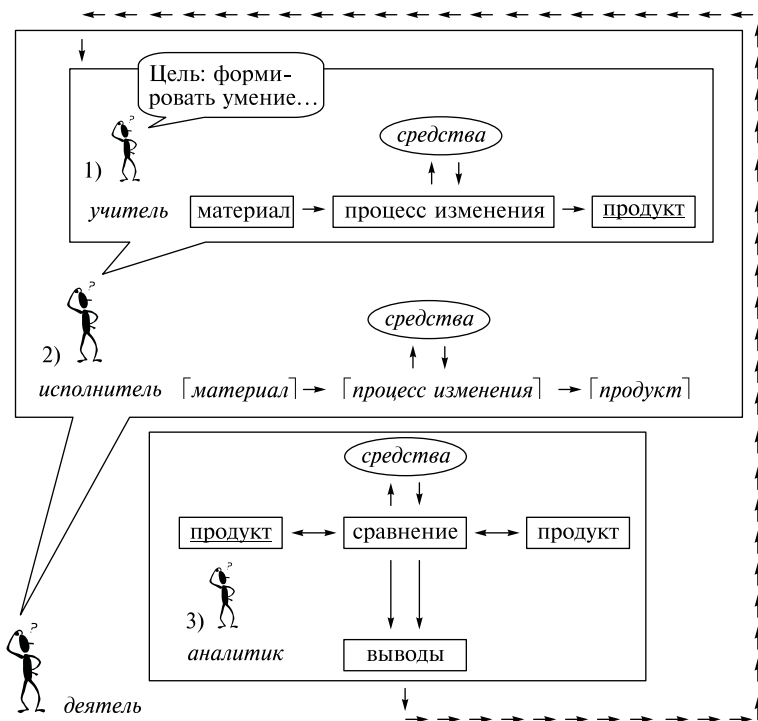 Цель: форми-
ровать умение…
?
средства
1)
учитель
материал
процесс изменения
продукт
?
средства
2)
исполнитель
материал
процесс изменения
продукт
средства
продукт
сравнение
продукт
?
3)
аналитик
выводы
?
деятель